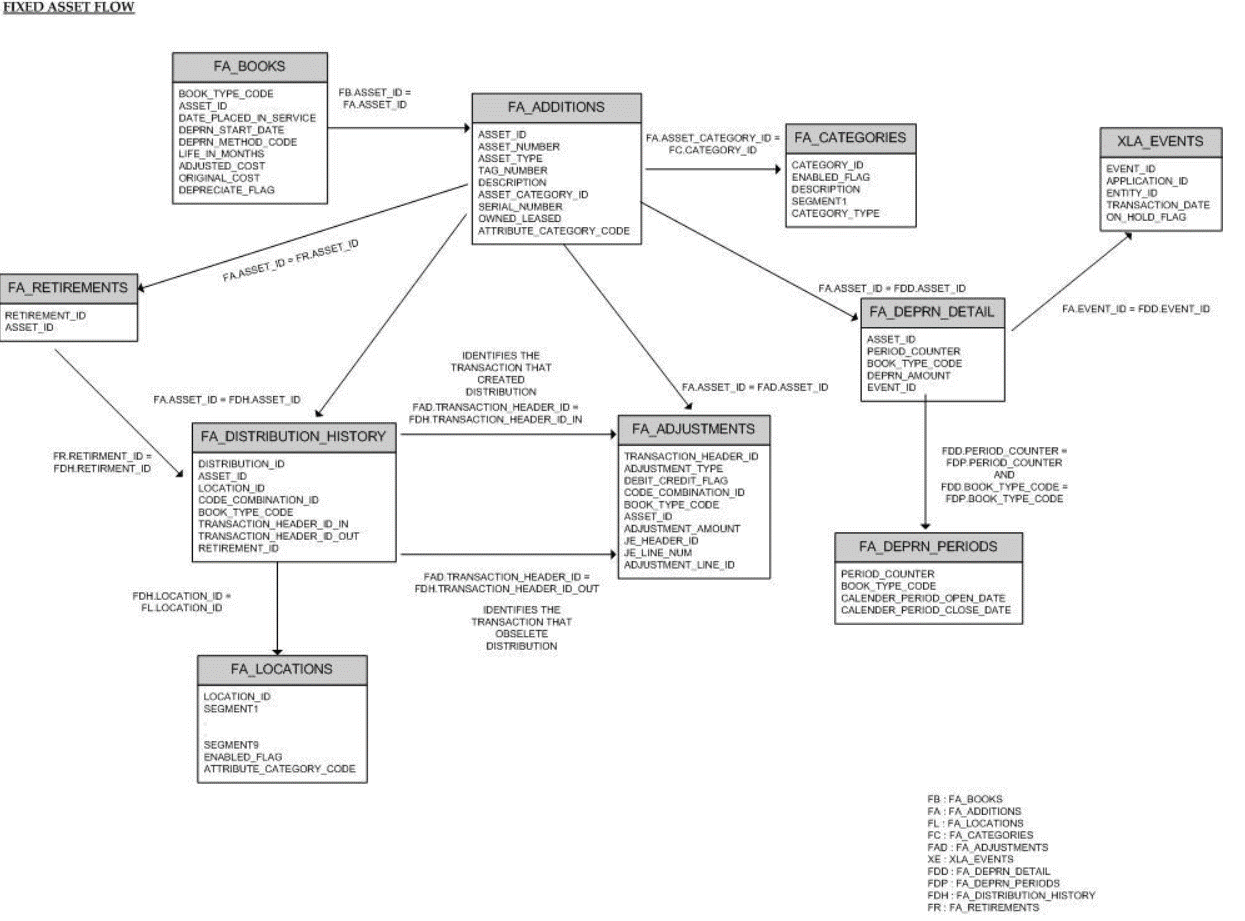 FIXED ASSET FLOW
FA_BOOKS
BOOK_TYPE_CODE
ASSET_ID
DATE_PLACED_IN_SERVICE
DEPRN_START_DATE
DEPRN_METHOD_CODE
LIFE_IN_MONTHS
ADJUSTED_COST
ORIGINAL_COST
DEPRECIATE_FLAG
FB.ASSET_ID =
FA.ASSET_ID
FA_ADDITIONS
ASSET_ID
ASSET_NUMBER
ASSET_TYPE
TAG_NUMBER
DESCRIPTION
ASSET_CATEGORY_ID
SERIAL_NUMBER
OWNED_LEASED
ATTRIBUTE_CATEGORY_CODE
FA.ASSET_CATEGORY_ID =
FC.CATEGORY_ID
FA_CATEGORIES
CATEGORY_ID
ENABLED_FLAG
DESCRIPTION
SEGMENT1
CATEGORY_TYPE
XLA_EVENTS
EVENT_ID
APPLICATION_ID
ENTITY_ID
TRANSACTION_DATE
ON_HOLD_FLAG
FA.ASSET_ID = FR.ASSET_ID
FA_RETIREMENTS
RETIREMENT_ID
ASSET_ID
FA.ASSET_ID = FDD.ASSET_ID
FA_DEPRN_DETAIL
ASSET_ID
PERIOD_COUNTER
BOOK_TYPE_CODE
DEPRN_AMOUNT
EVENT_ID
FA.EVENT_ID = FDD.EVENT_ID
IDENTIFIES THE
TRANSACTION THAT
CREATED
DISTRIBUTION
FAD.TRANSACTION_HEADER_ID =
FDH.TRANSACTION_HEADER_ID_IN
FA.ASSET_ID = FDH.ASSET_ID
FA.ASSET_ID = FAD.ASSET_ID
FR.RETIRMENT_ID =
FDH.RETIRMENT_ID
FA_DISTRIBUTION_HISTORY
DISTRIBUTION_ID
ASSET_ID
LOCATION_ID
CODE_COMBINATION_ID
BOOK_TYPE_CODE
TRANSACTION_HEADER_ID_IN
TRANSACTION_HEADER_ID_OUT
RETIREMENT_ID
FA_ADJUSTMENTS
TRANSACTION_HEADER_ID
ADJUSTMENT_TYPE
DEBIT_CREDIT_FLAG
CODE_COMBINATION_ID
BOOK_TYPE_CODE
ASSET_ID
ADJUSTMENT_AMOUNT
JE_HEADER_ID
JE_LINE_NUM
ADJUSTMENT_LINE_ID
FDD.PERIOD_COUNTER =
FDP.PERIOD_COUNTER
AND
FDD.BOOK_TYPE_CODE =
FDP.BOOK_TYPE_CODE
FA_DEPRN_PERIODS
PERIOD_COUNTER
BOOK_TYPE_CODE
CALENDER_PERIOD_OPEN_DATE
CALENDER_PERIOD_CLOSE_DATE
FAD.TRANSACTION_HEADER_ID =
FDH.TRANSACTION_HEADER_ID_OUT
IDENTIFIES THE
TRANSACTION THAT
OBSELETE
DISTRIBUTION
FDH.LOCATION_ID =
FL.LOCATION_ID
FA_LOCATIONS
LOCATION_ID
SEGMENT1
.
SEGMENT9
ENABLED_FLAG
ATTRIBUTE_CATEGORY_CODE
FB : FA_BOOKS
FA : FA_ADDITIONS
FL : FA_LOCATIONS
FC : FA_CATEGORIES
FAD : FA_ADJUSTMENTS
XE : XLA_EVENTS
FDD : FA_DEPRN_DETAIL
FDP : FA_DEPRN_PERIODS
FDH : FA_DISTRIBUTION_HISTORY
FR : FA_RETIREMENTS